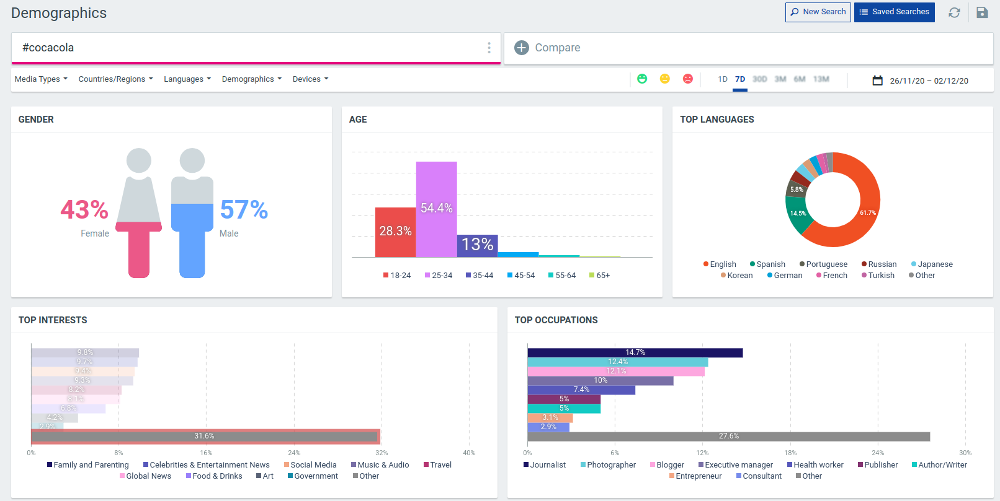 Demographics
New Search
Saved Searches
#cocacola
Compare
Media Types
Countries/Regions
Languages
Demographics
Devices
1D 7D 30D 3M 6M 13M
26/11/20 – 02/12/20
GENDER
43%
Female
57%
Male
AGE
28.3%
54.4%
13%
18-24 25-34 35-44 45-54 55-64 65+
TOP LANGUAGES
5.8%
14.5%
61.7%
English Spanish Portuguese Russian Japanese
Korean German French Turkish Other
TOP INTERESTS
9.8%
9.7%
9.4%
9.3%
8.2%
8.1%
6.8%
4.2%
2.9%
31.6%
0% 8% 16% 24% 32% 40%
Family and Parenting Celebrities & Entertainment News Social Media Music & Audio Travel
Global News Food & Drinks Art Government Other
TOP OCCUPATIONS
14.7%
12.4%
12.1%
10%
7.4%
5%
5%
3.1%
2.9%
27.6%
0% 6% 12% 18% 24% 30%
Journalist Photographer Blogger Executive manager Health worker Publisher Author/Writer
Entrepreneur Consultant Other